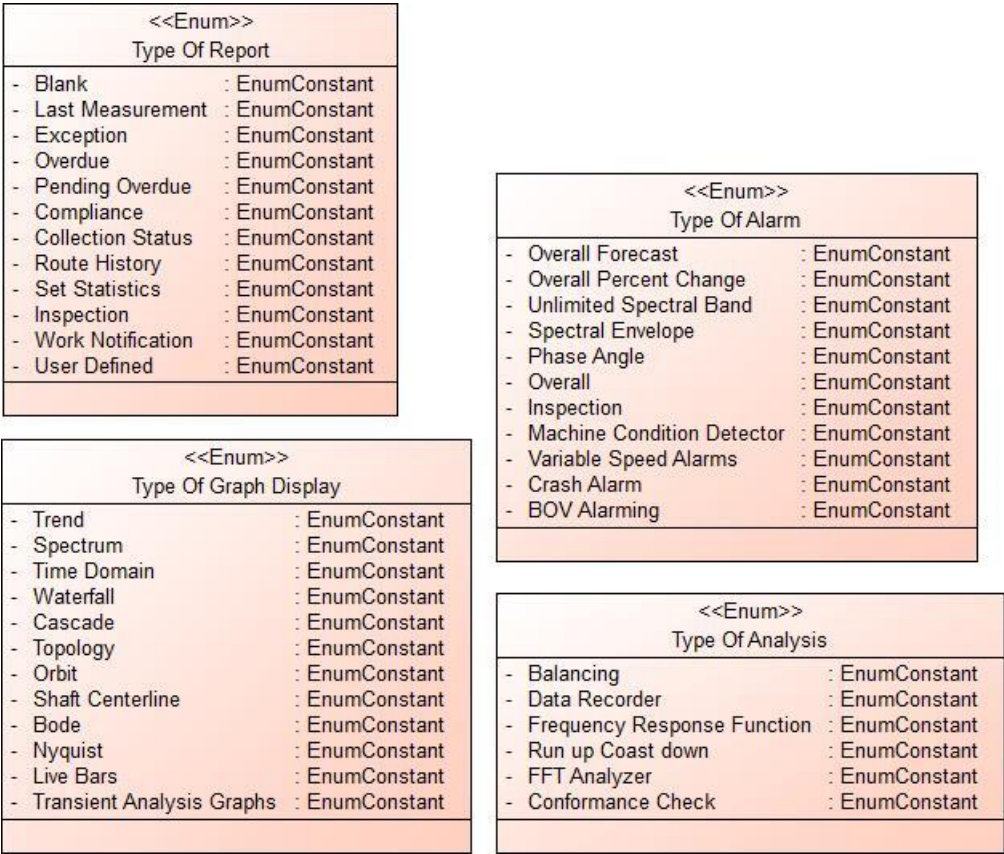 <<Enum>>
Type Of Report
- Blank : EnumConstant
- Last Measurement : EnumConstant
- Exception : EnumConstant
- Overdue : EnumConstant
- Pending Overdue : EnumConstant
- Compliance : EnumConstant
- Collection Status : EnumConstant
- Route History : EnumConstant
- Set Statistics : EnumConstant
- Inspection : EnumConstant
- Work Notification : EnumConstant
- User Defined : EnumConstant
<<Enum>>
Type Of Alarm
- Overall Forecast : EnumConstant
- Overall Percent Change : EnumConstant
- Unlimited Spectral Band : EnumConstant
- Spectral Envelope : EnumConstant
- Phase Angle : EnumConstant
- Overall : EnumConstant
- Inspection : EnumConstant
- Machine Condition Detector : EnumConstant
- Variable Speed Alarms : EnumConstant
- Crash Alarm : EnumConstant
- BOV Alarming : EnumConstant
<<Enum>>
Type Of Graph Display
- Trend : EnumConstant
- Spectrum : EnumConstant
- Time Domain : EnumConstant
- Waterfall : EnumConstant
- Cascade : EnumConstant
- Topology : EnumConstant
- Orbit : EnumConstant
- Shaft Centerline : EnumConstant
- Bode : EnumConstant
- Nyquist : EnumConstant
- Live Bars : EnumConstant
- Transient Analysis Graphs : EnumConstant
<<Enum>>
Type Of Analysis
- Balancing : EnumConstant
- Data Recorder : EnumConstant
- Frequency Response Function : EnumConstant
- Run up Coast down : EnumConstant
- FFT Analyzer : EnumConstant
- Conformance Check : EnumConstant